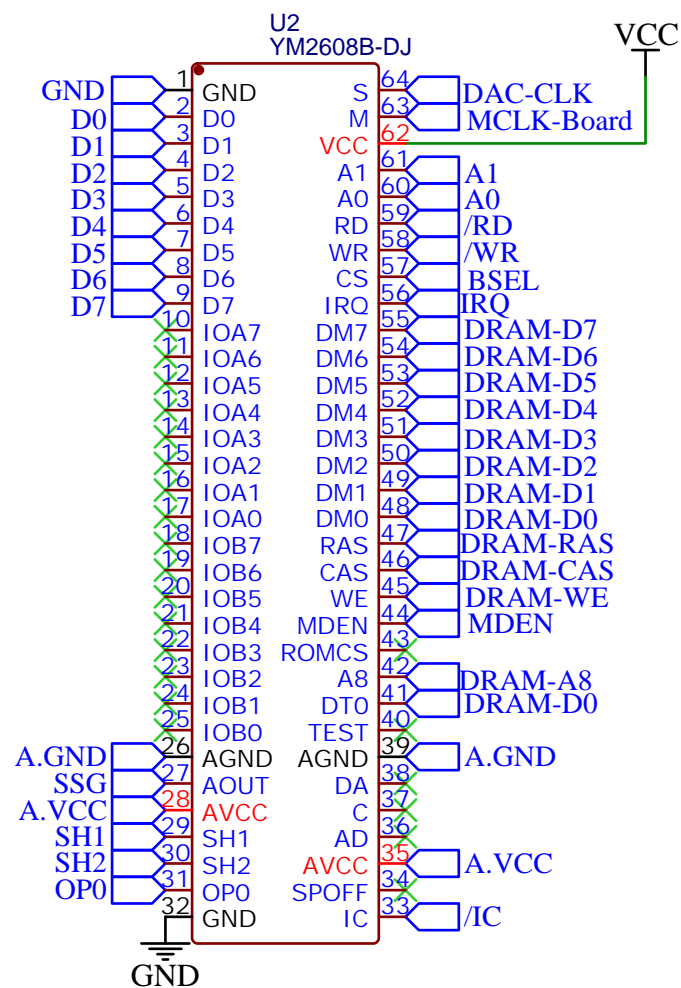 U2
YM2608B-DJ
VCC
GND 1 GND S 64 DAC-CLK
D0 2 D0 M 63 MCLK-Board
D1 3 D1 VCC 62
D2 4 D2 A1 61 A1
D3 5 D3 A0 60 A0
D4 6 D4 RD 59 /RD
D5 7 D5 WR 58 /WR
D6 8 D6 CS 57 BSEL
D7 9 D7 IRQ 56 IRQ
10 IOA7 DM7 55 DRAM-D7
11 IOA6 DM6 54 DRAM-D6
12 IOA5 DM5 53 DRAM-D5
13 IOA4 DM4 52 DRAM-D4
14 IOA3 DM3 51 DRAM-D3
15 IOA2 DM2 50 DRAM-D2
16 IOA1 DM1 49 DRAM-D1
17 IOA0 DM0 48 DRAM-D0
18 IOB7 RAS 47 DRAM-RAS
19 IOB6 CAS 46 DRAM-CAS
20 IOB5 WE 45 DRAM-WE
21 IOB4 MDEN 44 MDEN
22 IOB3 ROMCS 43
23 IOB2 A8 42 DRAM-A8
24 IOB1 DT0 41 DRAM-D0
25 IOB0 TEST 40
A.GND 26 AGND AGND 39 A.GND
SSG 27 AOUT DA 38
A.VCC 28 AVCC C 37
SH1 29 SH1 AD 36
SH2 30 SH2 AVCC 35 A.VCC
OP0 31 OP0 SPOFF 34
32 GND IC 33 /IC
GND